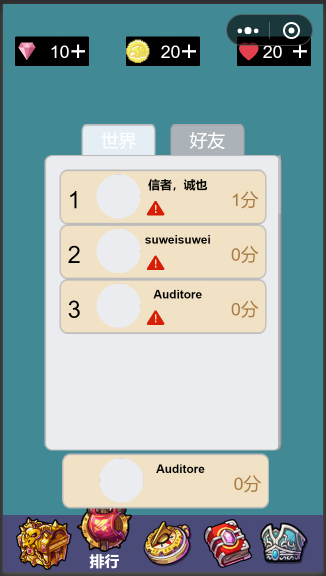 10+ 20+ 20 +
世界 好友
1 信者，诚也 1分
2 suweisuwei 0分
3 Auditore 0分
Auditore 0分
排行